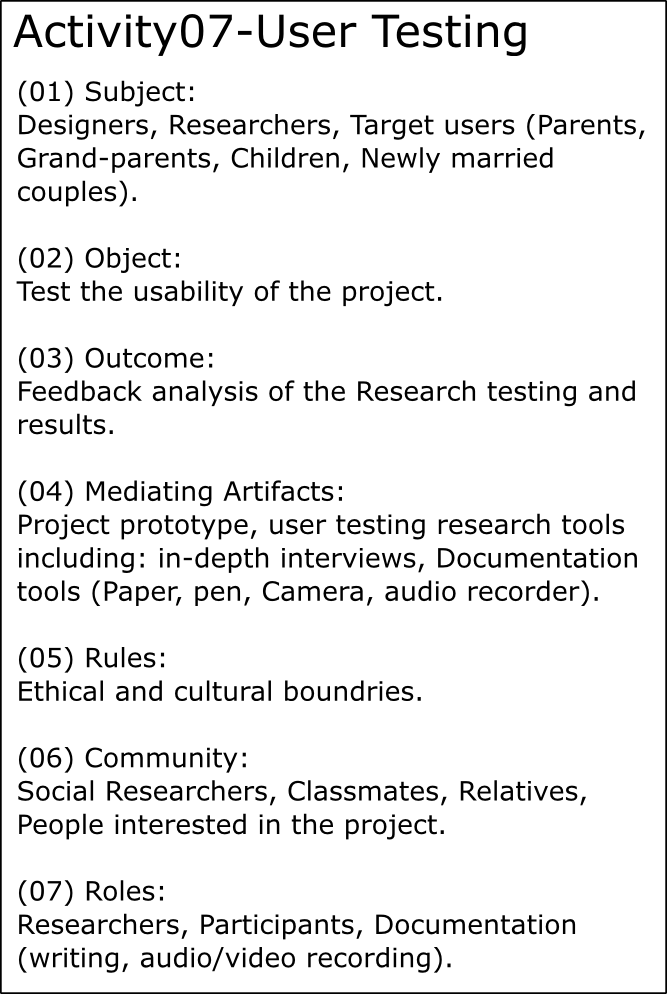 Activity07-User Testing
(01) Subject:
Designers, Researchers, Target users (Parents,
Grand-parents, Children, Newly married
couples).
(02) Object:
Test the usability of the project.
(03) Outcome:
Feedback analysis of the Research testing and
results.
(04) Mediating Artifacts:
Project prototype, user testing research tools
including: in-depth interviews, Documentation
tools (Paper, pen, Camera, audio recorder).
(05) Rules:
Ethical and cultural boundries.
(06) Community:
Social Researchers, Classmates, Relatives,
People interested in the project.
(07) Roles:
Researchers, Participants, Documentation
(writing, audio/video recording).